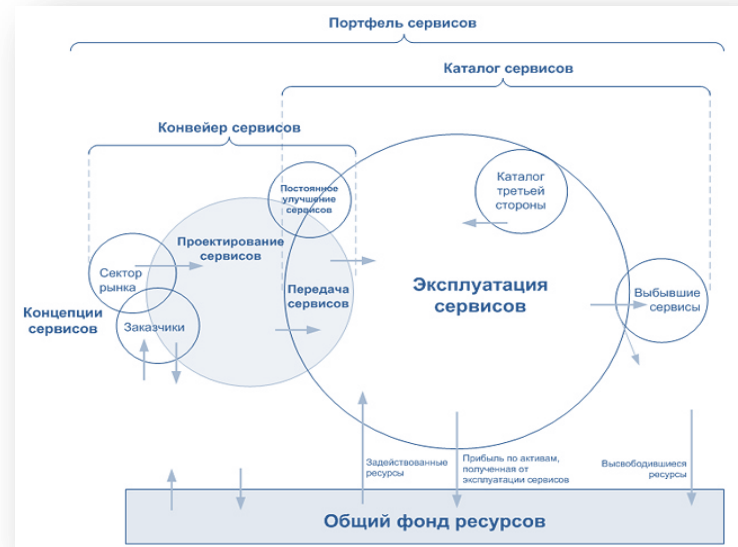 Портфель сервисов
Каталог сервисов
Конвейер сервисов
Постоянное
улучшение
сервисов
Каталог
третьей
стороны
Проектирование
сервисов
Сектор
рынка
Передача
сервисов
Эксплуатация
сервисов
Выбывшие
сервисы
Концепции
сервисов
Заказчики
Задействованные
ресурсы
Прибыль по активам,
полученная от
эксплуатации сервисов
Высвободившиеся
ресурсы
Общий фонд ресурсов